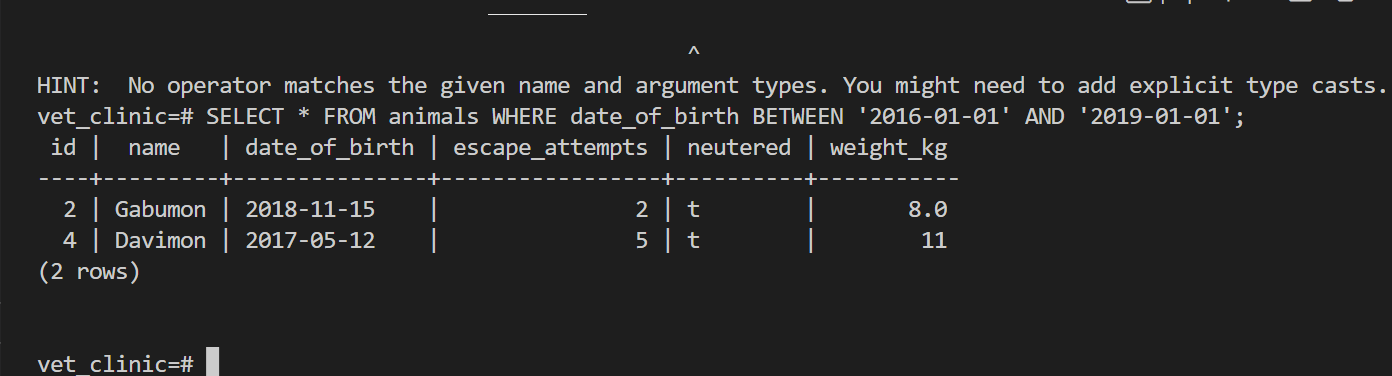 ^
HINT:  No operator matches the given name and argument types. You might need to add explicit type casts.
vet_clinic=# SELECT * FROM animals WHERE date_of_birth BETWEEN '2016-01-01' AND '2019-01-01';
 id |  name   | date_of_birth | escape_attempts | neutered | weight_kg
----+---------+---------------+-----------------+----------+-----------
  2 | Gabumon | 2018-11-15    |               2 | t        |       8.0
  4 | Davimon | 2017-05-12    |               5 | t        |        11
(2 rows)
vet_clinic=#